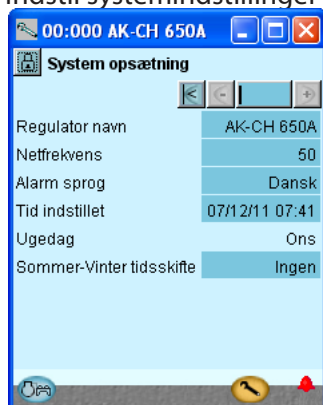 Indstil systemindstillinger
00:000 AK-CH 650A
System opsætning
Regulator navn AK-CH 650A
Netfrekvens 50
Alarm sprog Dansk
Tid indstillet 07/12/11 07:41
Ugedag Ons
Sommer-Vinter tidsskifte Ingen